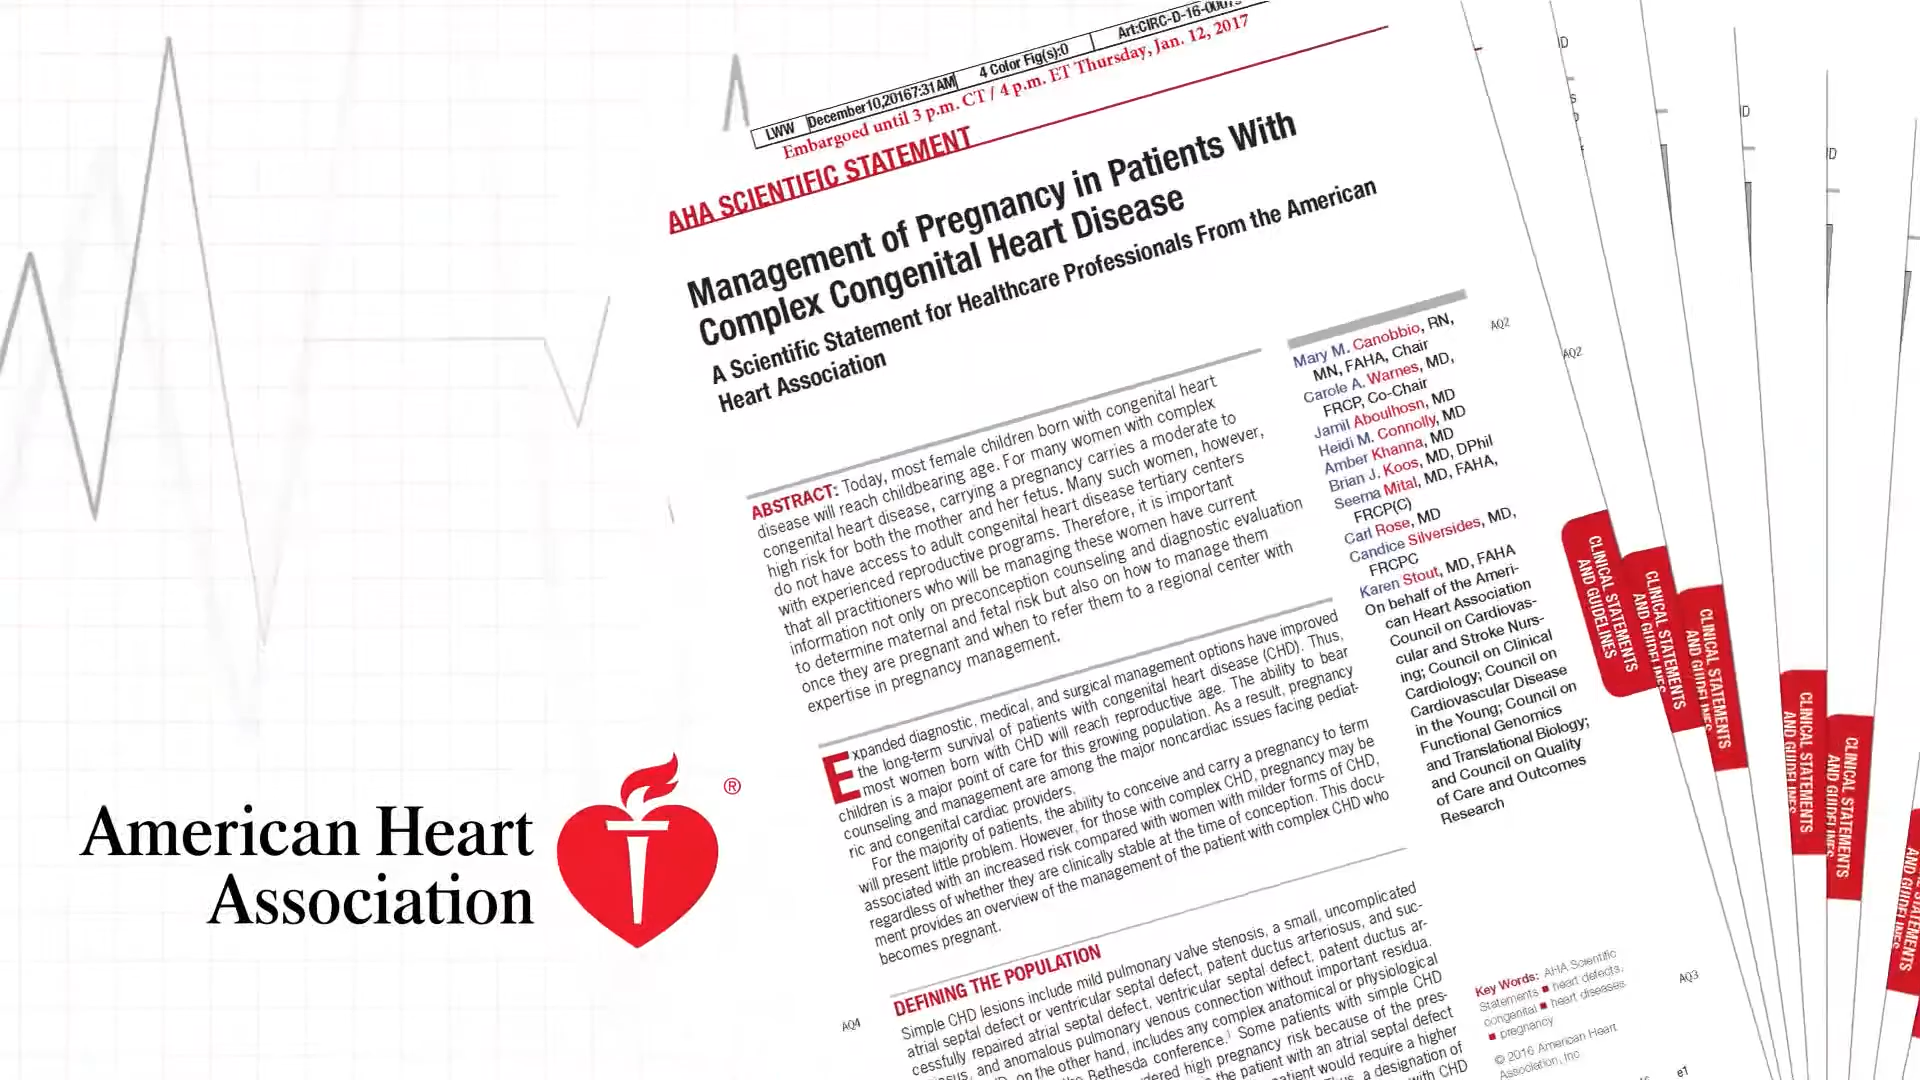 LWW December10,20167:31AM 4 Color Fig(s):0
Embargoed until 3 p.m. CT / 4 p.m. ET Thursday, Jan. 12, 2017
AHA SCIENTIFIC STATEMENT
Management of Pregnancy in Patients With
Complex Congenital Heart Disease
A Scientific Statement for Healthcare Professionals From the American
Heart Association
ABSTRACT: Today, most female children born with congenital heart
disease will reach childbearing age. For many women with complex
congenital heart disease, carrying a pregnancy carries a moderate to
high risk for both the mother and her fetus. Many such women, however,
do not have access to adult congenital heart disease tertiary centers
with experienced reproductive programs. Therefore, it is important
that all practitioners who will be managing these women have current
information not only on preconception counseling and diagnostic evaluation
to determine maternal and fetal risk but also on how to manage them
once they are pregnant and when to refer them to a regional center with
expertise in pregnancy management.
Mary M. Canobbio, RN,
MN, FAHA, Chair
Carole A. Warnes, MD,
FRCP, Co-Chair
Jamil Aboulhosn, MD
Heidi M. Connolly, MD
Amber Khanna, MD
Brian J. Koos, MD, DPhil
Seema Mital, MD, FAHA,
FRCP(C)
Carl Rose, MD
Candice Silversides, MD,
FRCPC
Karen Stout, MD, FAHA
On behalf of the Ameri-
can Heart Association
Council on Cardiovas-
cular and Stroke Nurs-
ing; Council on Clinical
Cardiology; Council on
Cardiovascular Disease
in the Young; Council on
Functional Genomics
and Translational Biology;
and Council on Quality
of Care and Outcomes
Research
AQ2
AQ2
Expanded diagnostic, medical, and surgical management options have improved
the long-term survival of patients with congenital heart disease (CHD). Thus,
most women born with CHD will reach reproductive age. The ability to bear
children is a major point of care for this growing population. As a result, pregnancy
counseling and management are among the major noncardiac issues facing pediat-
ric and congenital cardiac providers.
For the majority of patients, the ability to conceive and carry a pregnancy to term
will present little problem. However, for those with complex CHD, pregnancy may be
associated with an increased risk compared with women with milder forms of CHD,
regardless of whether they are clinically stable at the time of conception. This docu-
ment provides an overview of the management of the patient with complex CHD who
becomes pregnant.
DEFINING THE POPULATION
AQ4
Simple CHD lesions include mild pulmonary valve stenosis, a small, uncomplicated
atrial septal defect or ventricular septal defect, patent ductus arteriosus, and suc-
cessfully repaired atrial septal defect, ventricular septal defect, patent ductus ar-
and anomalous pulmonary venous connection without important residua.
on the other hand, includes any complex anatomical or physiological
Bethesda conference.1 Some patients with simple CHD
high pregnancy risk because of the pres-
the patient with an atrial septal defect
would require a higher
a designation of
with CHD
Key Words: AHA Scientific
Statements ■ heart defects,
congenital ■ heart diseases
■ pregnancy
© 2016 American Heart
Association, Inc
AQ3
e1
CLINICAL STATEMENTS
AND GUIDELINES
CLINICAL STATEMENTS
AND GUIDELINES
CLINICAL STATEMENTS
AND GUIDELINES
CLINICAL STATEMENTS
AND GUIDELINES
CLINICAL STATEMENTS
AND GUIDELINES
AND GUIDELINES
American Heart
Association®